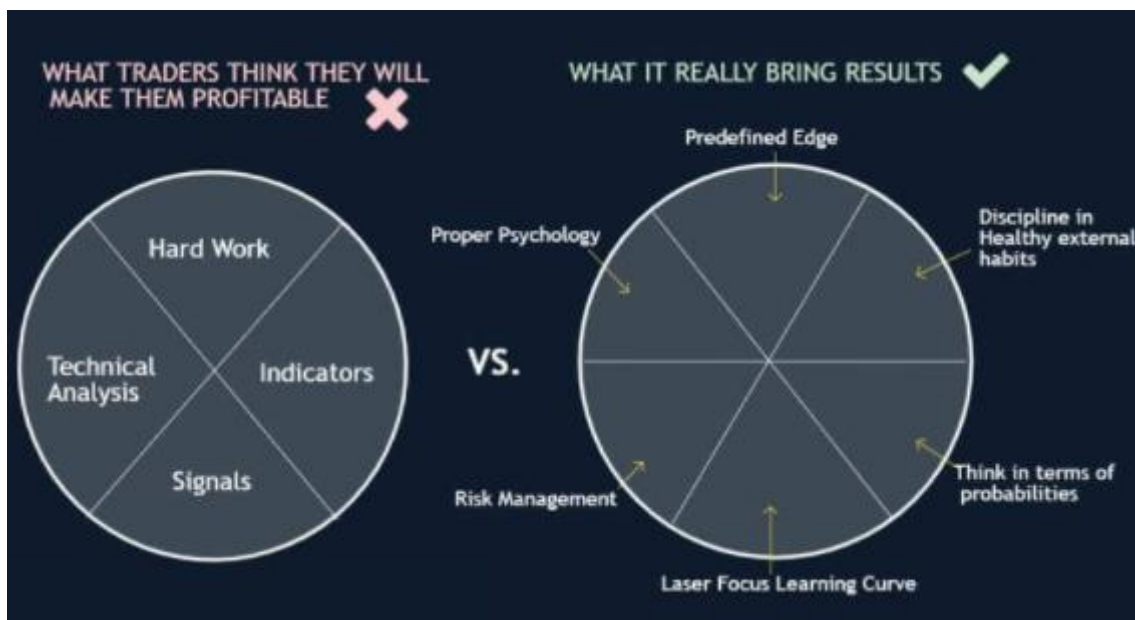 WHAT TRADERS THINK THEY WILL
MAKE THEM PROFITABLE
Hard Work
Technical
Analysis
Indicators
Signals
VS.
WHAT IT REALLY BRING RESULTS
Predefined Edge
Proper Psychology
Discipline in
Healthy external
habits
Risk Management
Think in terms of
probabilities
Laser Focus Learning Curve